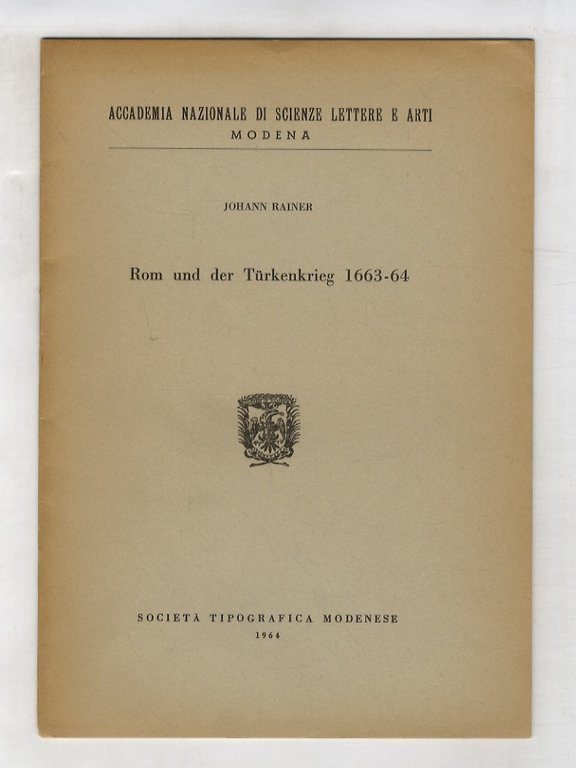 ACCADEMIA NAZIONALE DI SCIENZE LETTERE E ARTI
MODENA
JOHANN RAINER
Rom und der Türkenkrieg 1663-64
SOCIETÀ TIPOGRAFICA MODENESE
1964